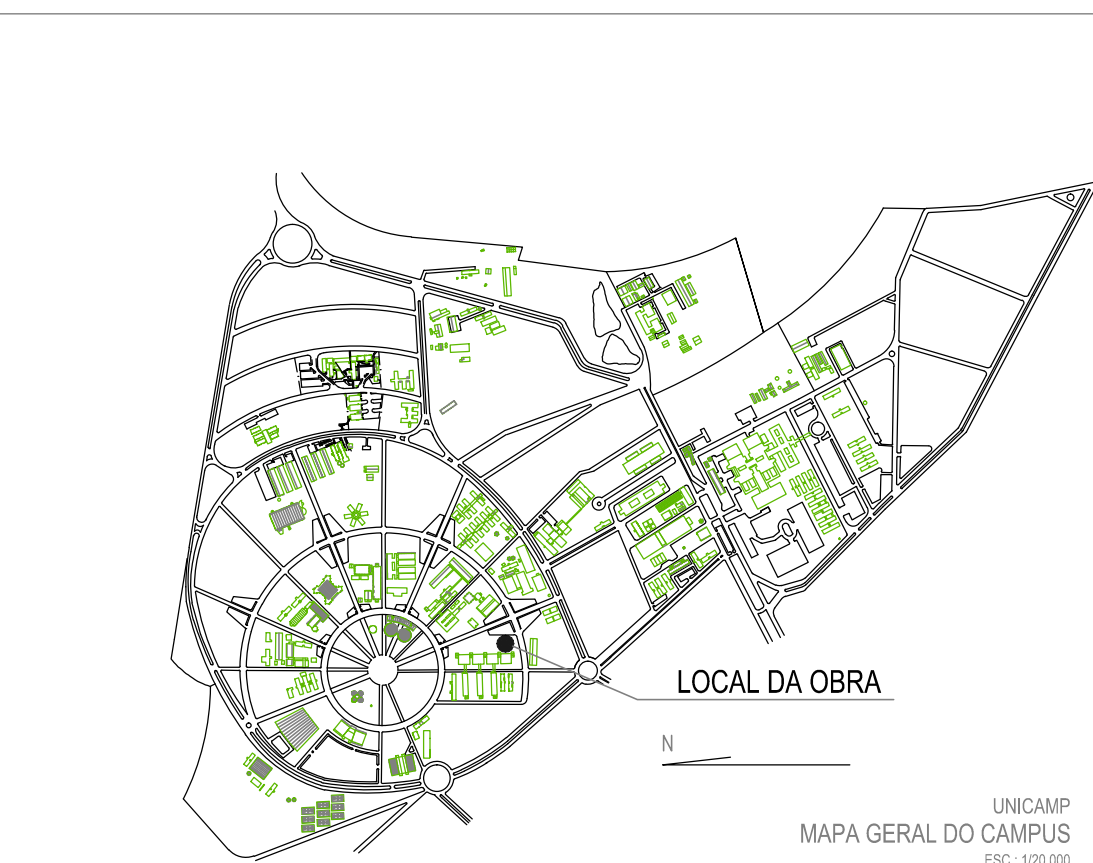 LOCAL DA OBRA
N
UNICAMP
MAPA GERAL DO CAMPUS
ESC.: 1/20.000